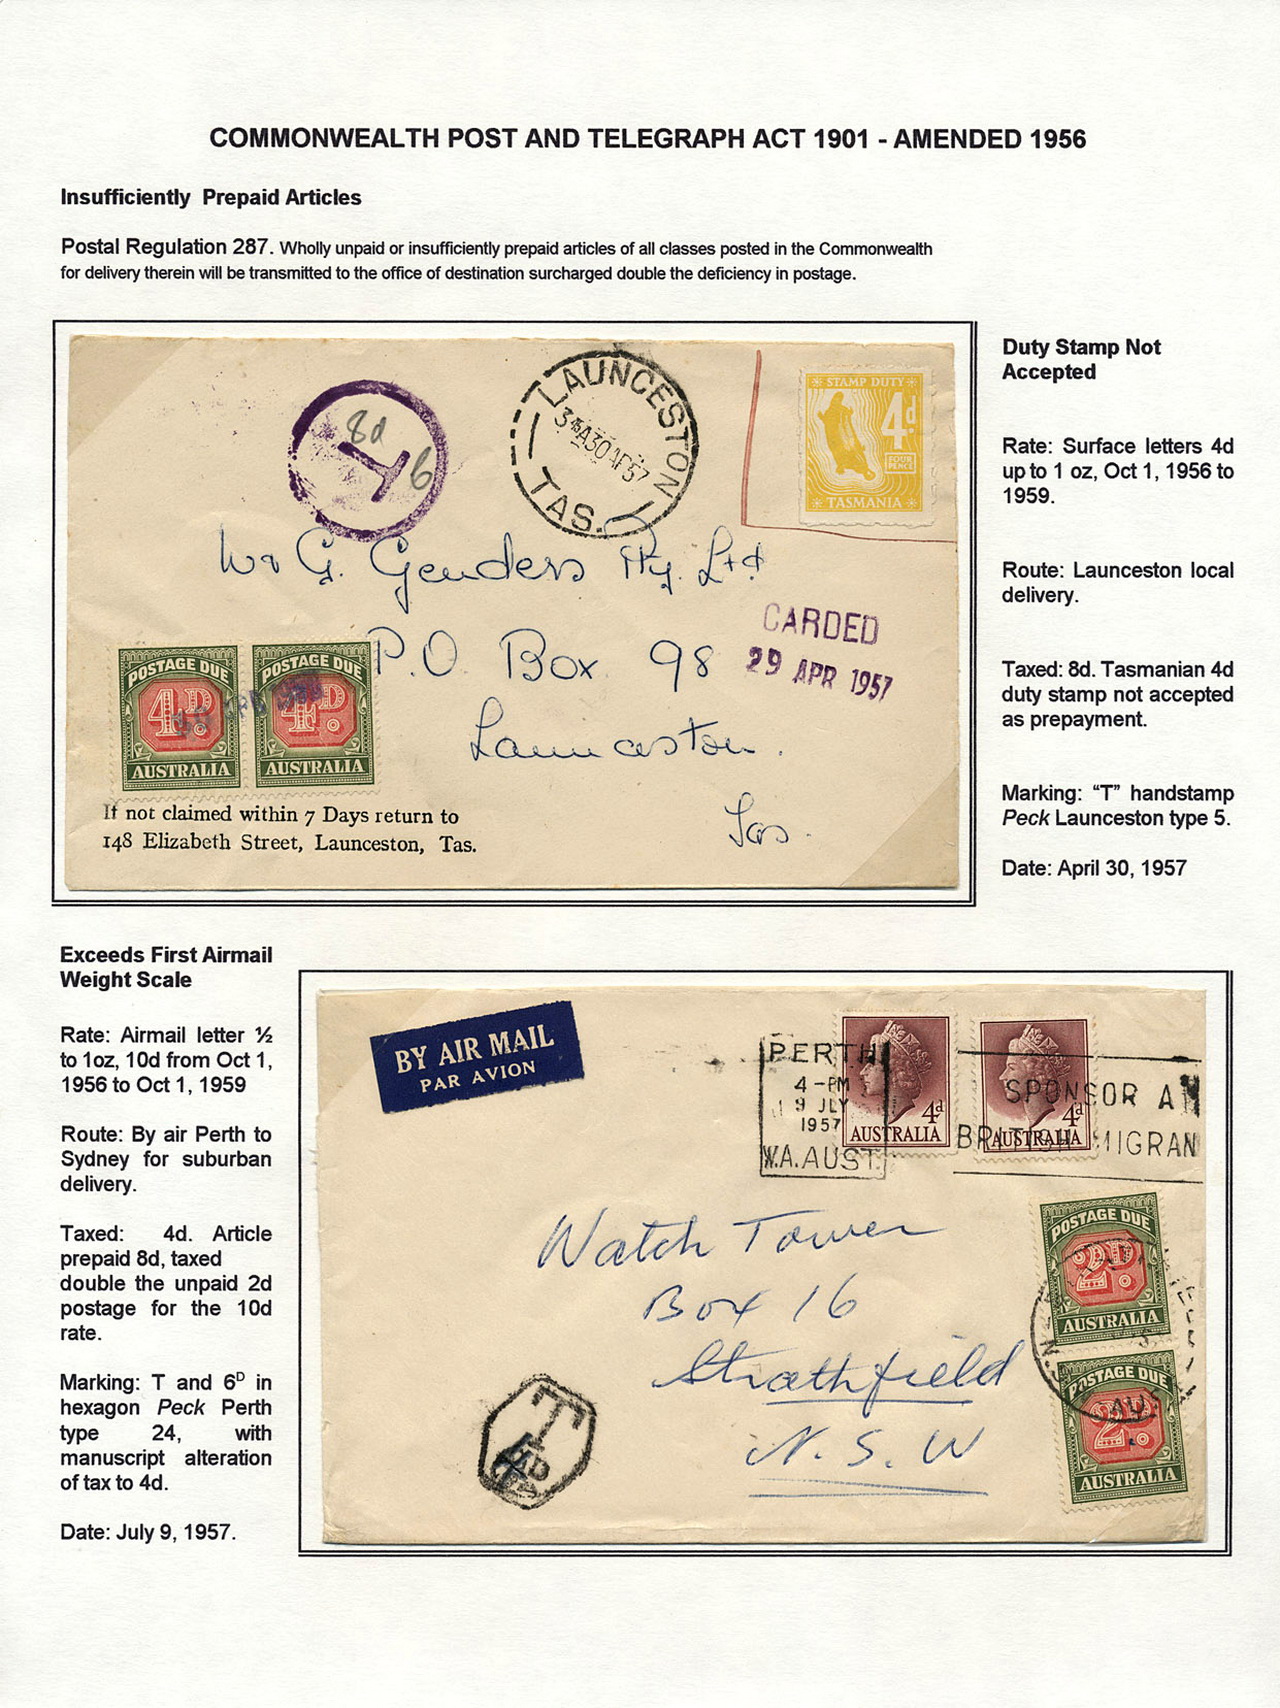 COMMONWEALTH POST AND TELEGRAPH ACT 1901 - AMENDED 1956
Insufficiently Prepaid Articles
Postal Regulation 287. Wholly unpaid or insufficiently prepaid articles of all classes posted in the Commonwealth
for delivery therein will be transmitted to the office of destination surcharged double the deficiency in postage.
8d
T
6
LAUNCESTON
TAS.
STAMP DUTY
4d.
FOUR
PENCE
TASMANIA
W & G. Genders Pty. Ltd
P.O. Box 98
Launceston.
Tas.
CARDED
29 APR 1957
POSTAGE DUE
4D.
AUSTRALIA
POSTAGE DUE
4D.
AUSTRALIA
If not claimed within 7 Days return to
148 Elizabeth Street, Launceston, Tas.
Duty Stamp Not
Accepted
Rate: Surface letters 4d
up to 1 oz, Oct 1, 1956 to
1959.
Route: Launceston local
delivery.
Taxed: 8d. Tasmanian 4d
duty stamp not accepted
as prepayment.
Marking: “T” handstamp
Peck Launceston type 5.
Date: April 30, 1957
Exceeds First Airmail
Weight Scale
Rate: Airmail letter ½
to 1oz, 10d from Oct 1,
1956 to Oct 1, 1959
Route: By air Perth to
Sydney for suburban
delivery.
Taxed: 4d. Article
prepaid 8d, taxed
double the unpaid 2d
postage for the 10d
rate.
Marking: T and 6ᴰ in
hexagon Peck Perth
type 24, with
manuscript alteration
of tax to 4d.
Date: July 9, 1957.
BY AIR MAIL
PAR AVION
PERTH
4 - PM
9 JLY
1957
W.A. AUST.
4d
AUSTRALIA
4d
AUSTRALIA
SPONSOR A
BRITISH MIGRAN
Watch Tower
Box 16
Strathfield
N. S. W
POSTAGE DUE
2D.
AUSTRALIA
POSTAGE DUE
2D.
AUSTRALIA
T